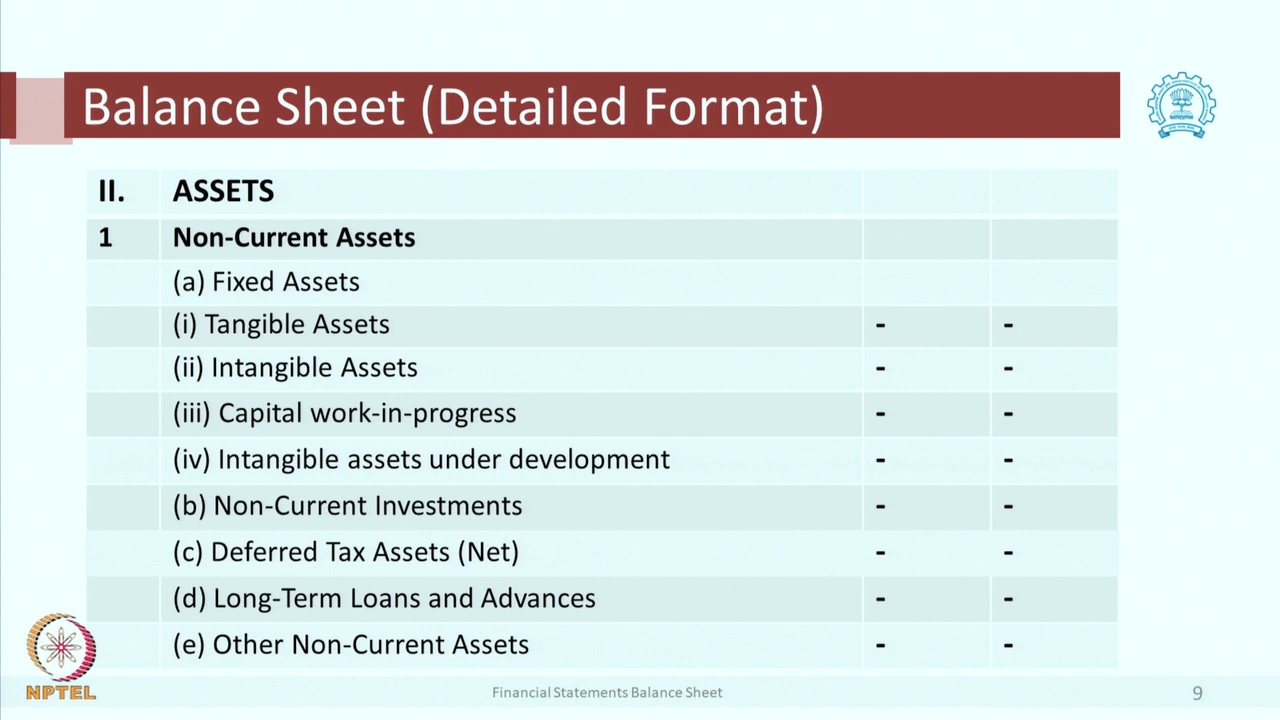 Balance Sheet (Detailed Format)
II. ASSETS
1 Non-Current Assets
(a) Fixed Assets
(i) Tangible Assets - -
(ii) Intangible Assets - -
(iii) Capital work-in-progress - -
(iv) Intangible assets under development - -
(b) Non-Current Investments - -
(c) Deferred Tax Assets (Net) - -
(d) Long-Term Loans and Advances - -
(e) Other Non-Current Assets - -
NPTEL
Financial Statements Balance Sheet
9